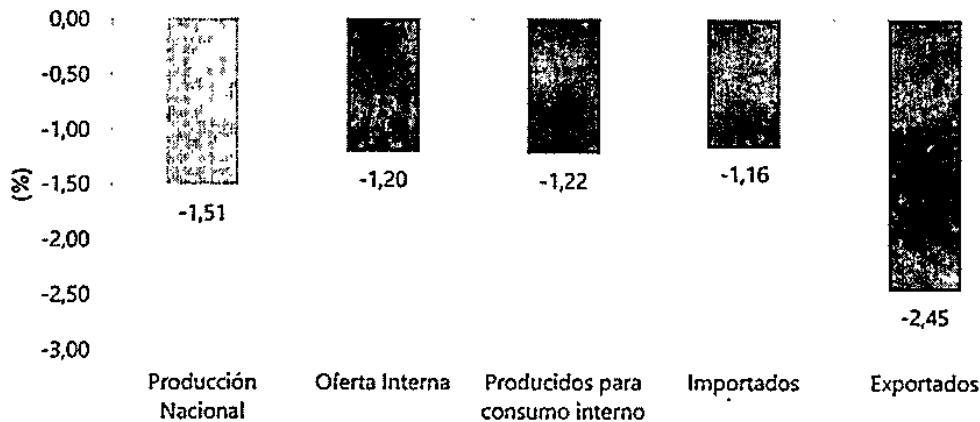 0,00
-0,50
-1,00
-1,50
-2,00
-2,50
-3,00
(%)
-1,51
-1,20
-1,22
-1,16
-2,45
Producción
Nacional
Oferta Interna
Producidos para
consumo interno
Importados
Exportados